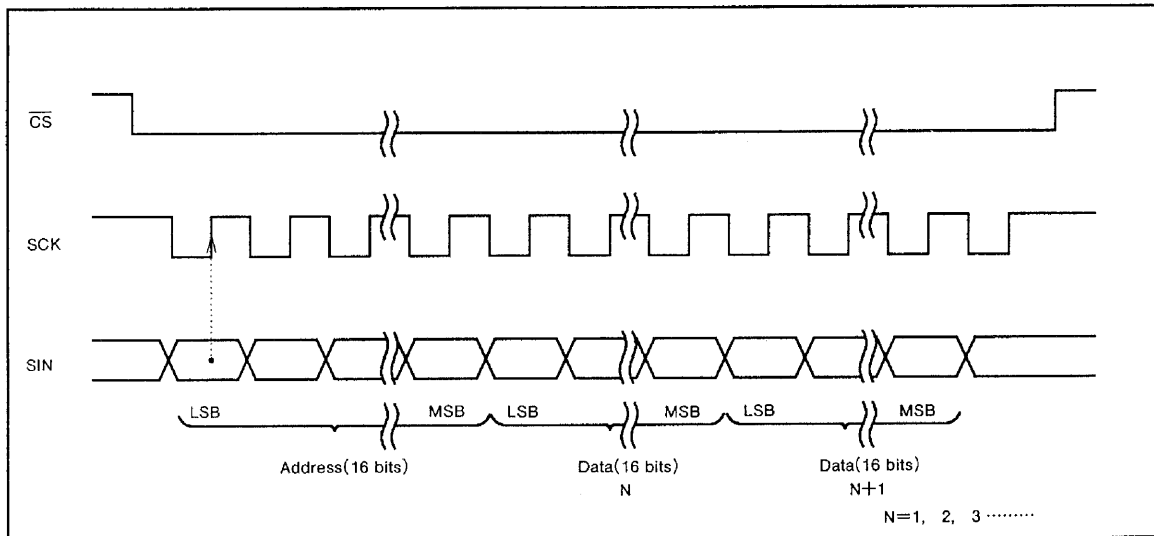 CS
SCK
SIN
LSB MSB LSB MSB LSB MSB
Address(16 bits) Data(16 bits) Data(16 bits)
N N+1
N=1, 2, 3 ·········